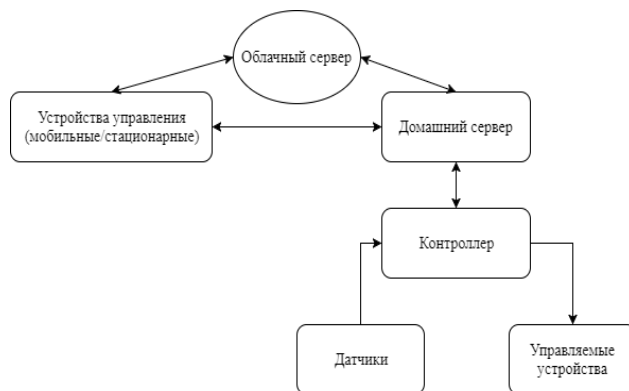 Облачный сервер
Устройства управления
(мобильные/стационарные)
Домашний сервер
Контроллер
Датчики
Управляемые
устройства